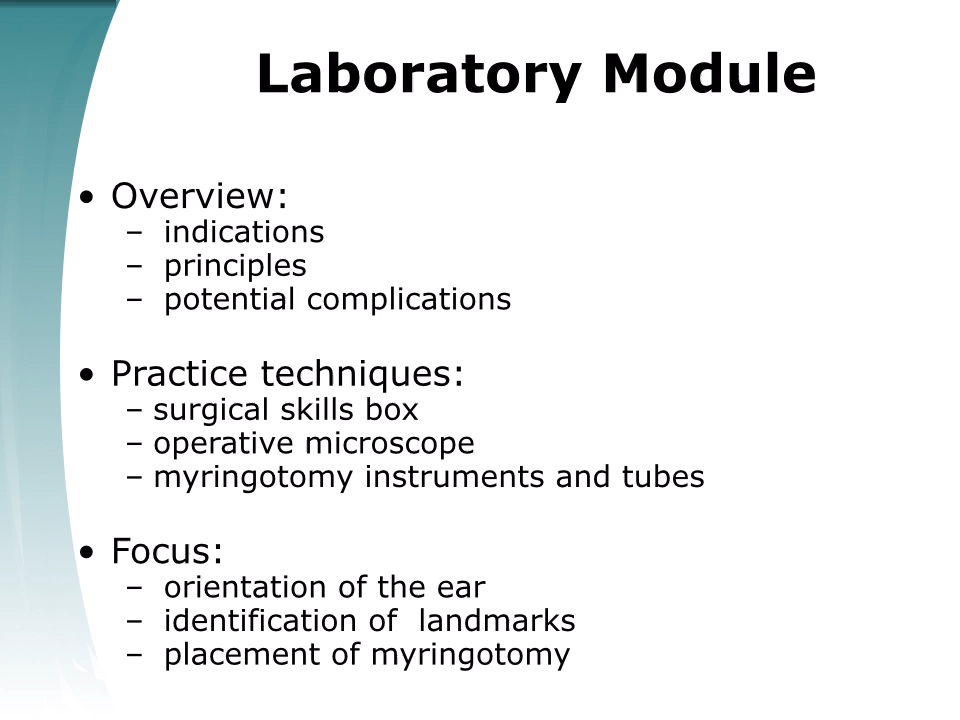 Laboratory Module
• Overview:
– indications
– principles
– potential complications
• Practice techniques:
– surgical skills box
– operative microscope
– myringotomy instruments and tubes
• Focus:
– orientation of the ear
– identification of  landmarks
– placement of myringotomy